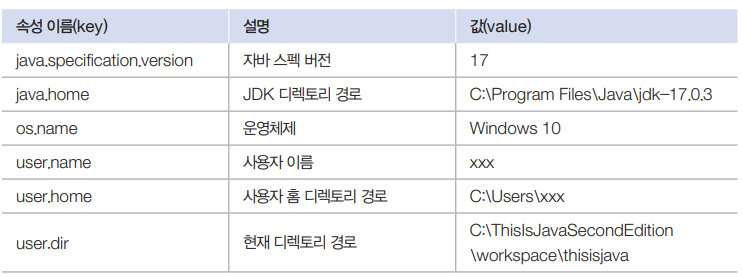 속성 이름(key) 설명 값(value)
java.specification.version 자바 스펙 버전 17
java.home JDK 디렉토리 경로 C:\Program Files\Java\jdk-17.0.3
os.name 운영체제 Windows 10
user.name 사용자 이름 xxx
user.home 사용자 홈 디렉토리 경로 C:\Users\xxx
user.dir 현재 디렉토리 경로 C:\ThisIsJavaSecondEdition
\workspace\thisisjava